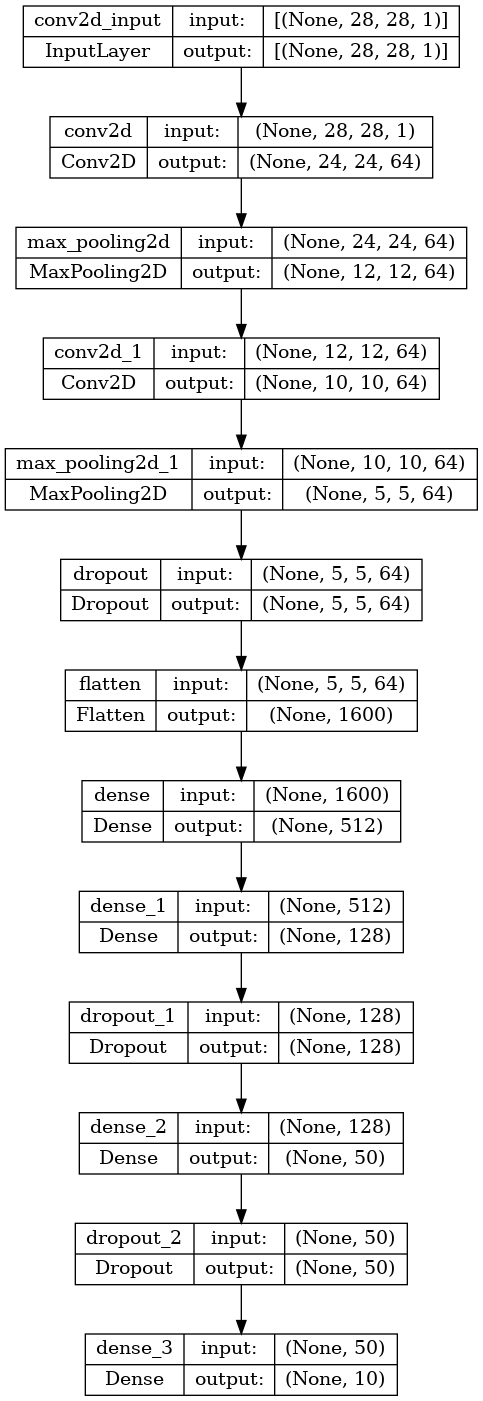 conv2d_input input: [(None, 28, 28, 1)]
InputLayer output: [(None, 28, 28, 1)]
conv2d input: (None, 28, 28, 1)
Conv2D output: (None, 24, 24, 64)
max_pooling2d input: (None, 24, 24, 64)
MaxPooling2D output: (None, 12, 12, 64)
conv2d_1 input: (None, 12, 12, 64)
Conv2D output: (None, 10, 10, 64)
max_pooling2d_1 input: (None, 10, 10, 64)
MaxPooling2D output: (None, 5, 5, 64)
dropout input: (None, 5, 5, 64)
Dropout output: (None, 5, 5, 64)
flatten input: (None, 5, 5, 64)
Flatten output: (None, 1600)
dense input: (None, 1600)
Dense output: (None, 512)
dense_1 input: (None, 512)
Dense output: (None, 128)
dropout_1 input: (None, 128)
Dropout output: (None, 128)
dense_2 input: (None, 128)
Dense output: (None, 50)
dropout_2 input: (None, 50)
Dropout output: (None, 50)
dense_3 input: (None, 50)
Dense output: (None, 10)